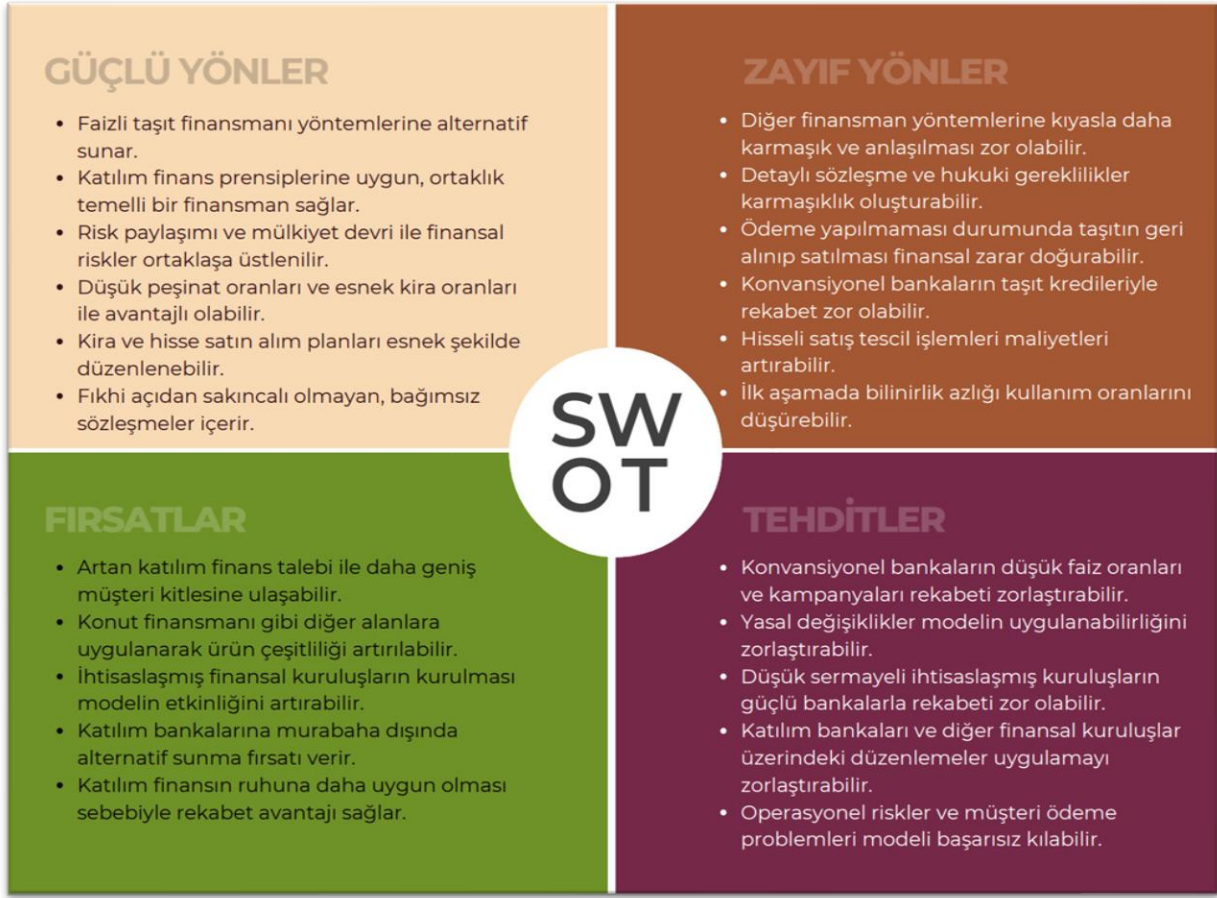 GÜÇLÜ YÖNLER
• Faizli taşıt finansmanı yöntemlerine alternatif
sunar.
• Katılım finans prensiplerine uygun, ortaklık
temelli bir finansman sağlar.
• Risk paylaşımı ve mülkiyet devri ile finansal
riskler ortaklaşa üstlenilir.
• Düşük peşinat oranları ve esnek kira oranları
ile avantajlı olabilir.
• Kira ve hisse satın alım planları esnek şekilde
düzenlenebilir.
• Fıkhi açıdan sakıncalı olmayan, bağımsız
sözleşmeler içerir.
ZAYIF YÖNLER
• Diğer finansman yöntemlerine kıyasla daha
karmaşık ve anlaşılması zor olabilir.
• Detaylı sözleşme ve hukuki gereklilikler
karmaşıklık oluşturabilir.
• Ödeme yapılmaması durumunda taşıtın geri
alınıp satılması finansal zarar doğurabilir.
• Konvansiyonel bankaların taşıt kredileriyle
rekabet zor olabilir.
• Hisseli satış tescil işlemleri maliyetleri
artırabilir.
• İlk aşamada bilinirlik azlığı kullanım oranlarını
düşürebilir.
SW
OT
FIRSATLAR
• Artan katılım finans talebi ile daha geniş
müşteri kitlesine ulaşabilir.
• Konut finansmanı gibi diğer alanlara
uygulanarak ürün çeşitliliği artırılabilir.
• İhtisaslaşmış finansal kuruluşların kurulması
modelin etkinliğini artırabilir.
• Katılım bankalarına murabaha dışında
alternatif sunma fırsatı verir.
• Katılım finansın ruhuna daha uygun olması
sebebiyle rekabet avantajı sağlar.
TEHDİTLER
• Konvansiyonel bankaların düşük faiz oranları
ve kampanyaları rekabeti zorlaştırabilir.
• Yasal değişiklikler modelin uygulanabilirliğini
zorlaştırabilir.
• Düşük sermayeli ihtisaslaşmış kuruluşların
güçlü bankalarla rekabeti zor olabilir.
• Katılım bankaları ve diğer finansal kuruluşlar
üzerindeki düzenlemeler uygulamayı
zorlaştırabilir.
• Operasyonel riskler ve müşteri ödeme
problemleri modeli başarısız kılabilir.